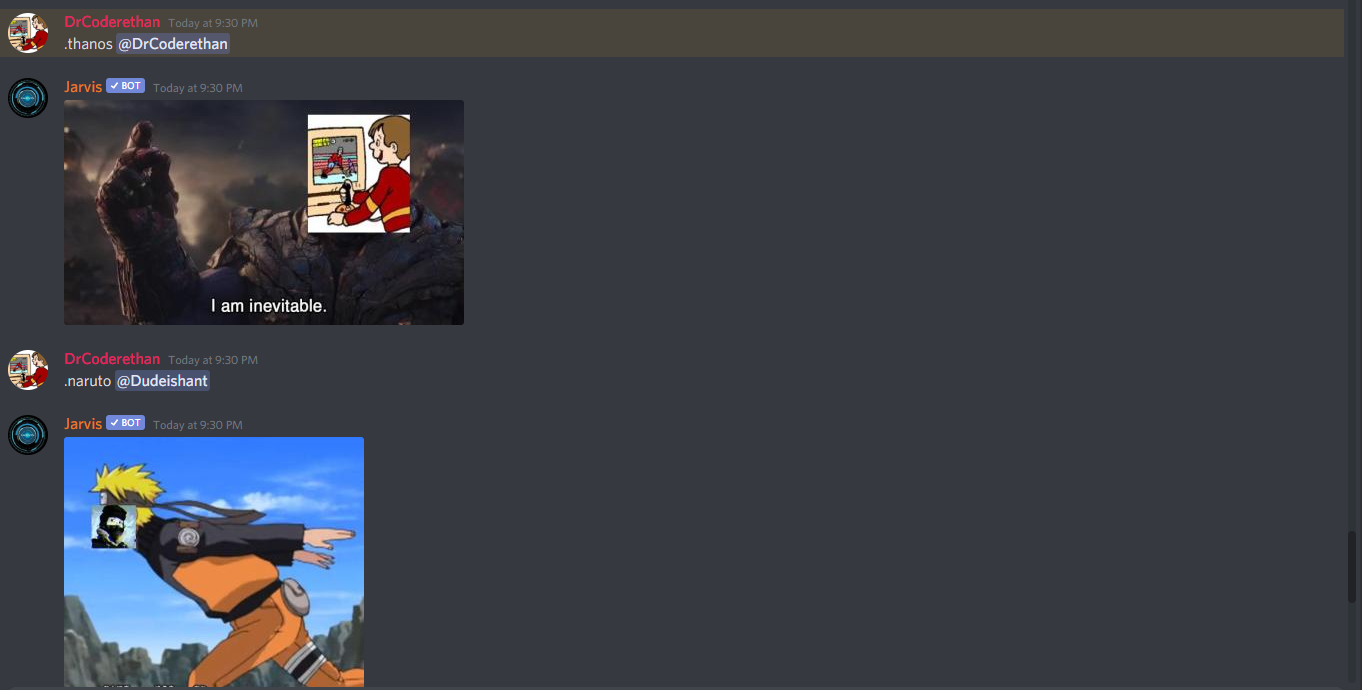 DrCoderethan Today at 9:30 PM
.thanos @DrCoderethan
Jarvis ✓ BOT Today at 9:30 PM
I am inevitable.
DrCoderethan Today at 9:30 PM
.naruto @Dudeishant
Jarvis ✓ BOT Today at 9:30 PM